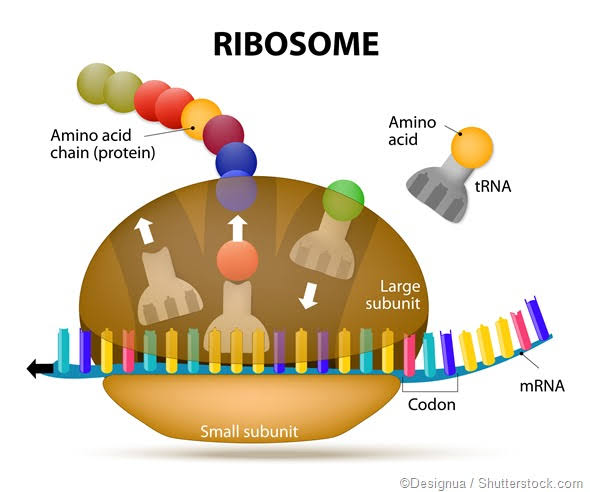 RIBOSOME
Amino acid
chain (protein)
Amino
acid
tRNA
Large
subunit
mRNA
Codon
Small subunit
©Designua / Shutterstock.com